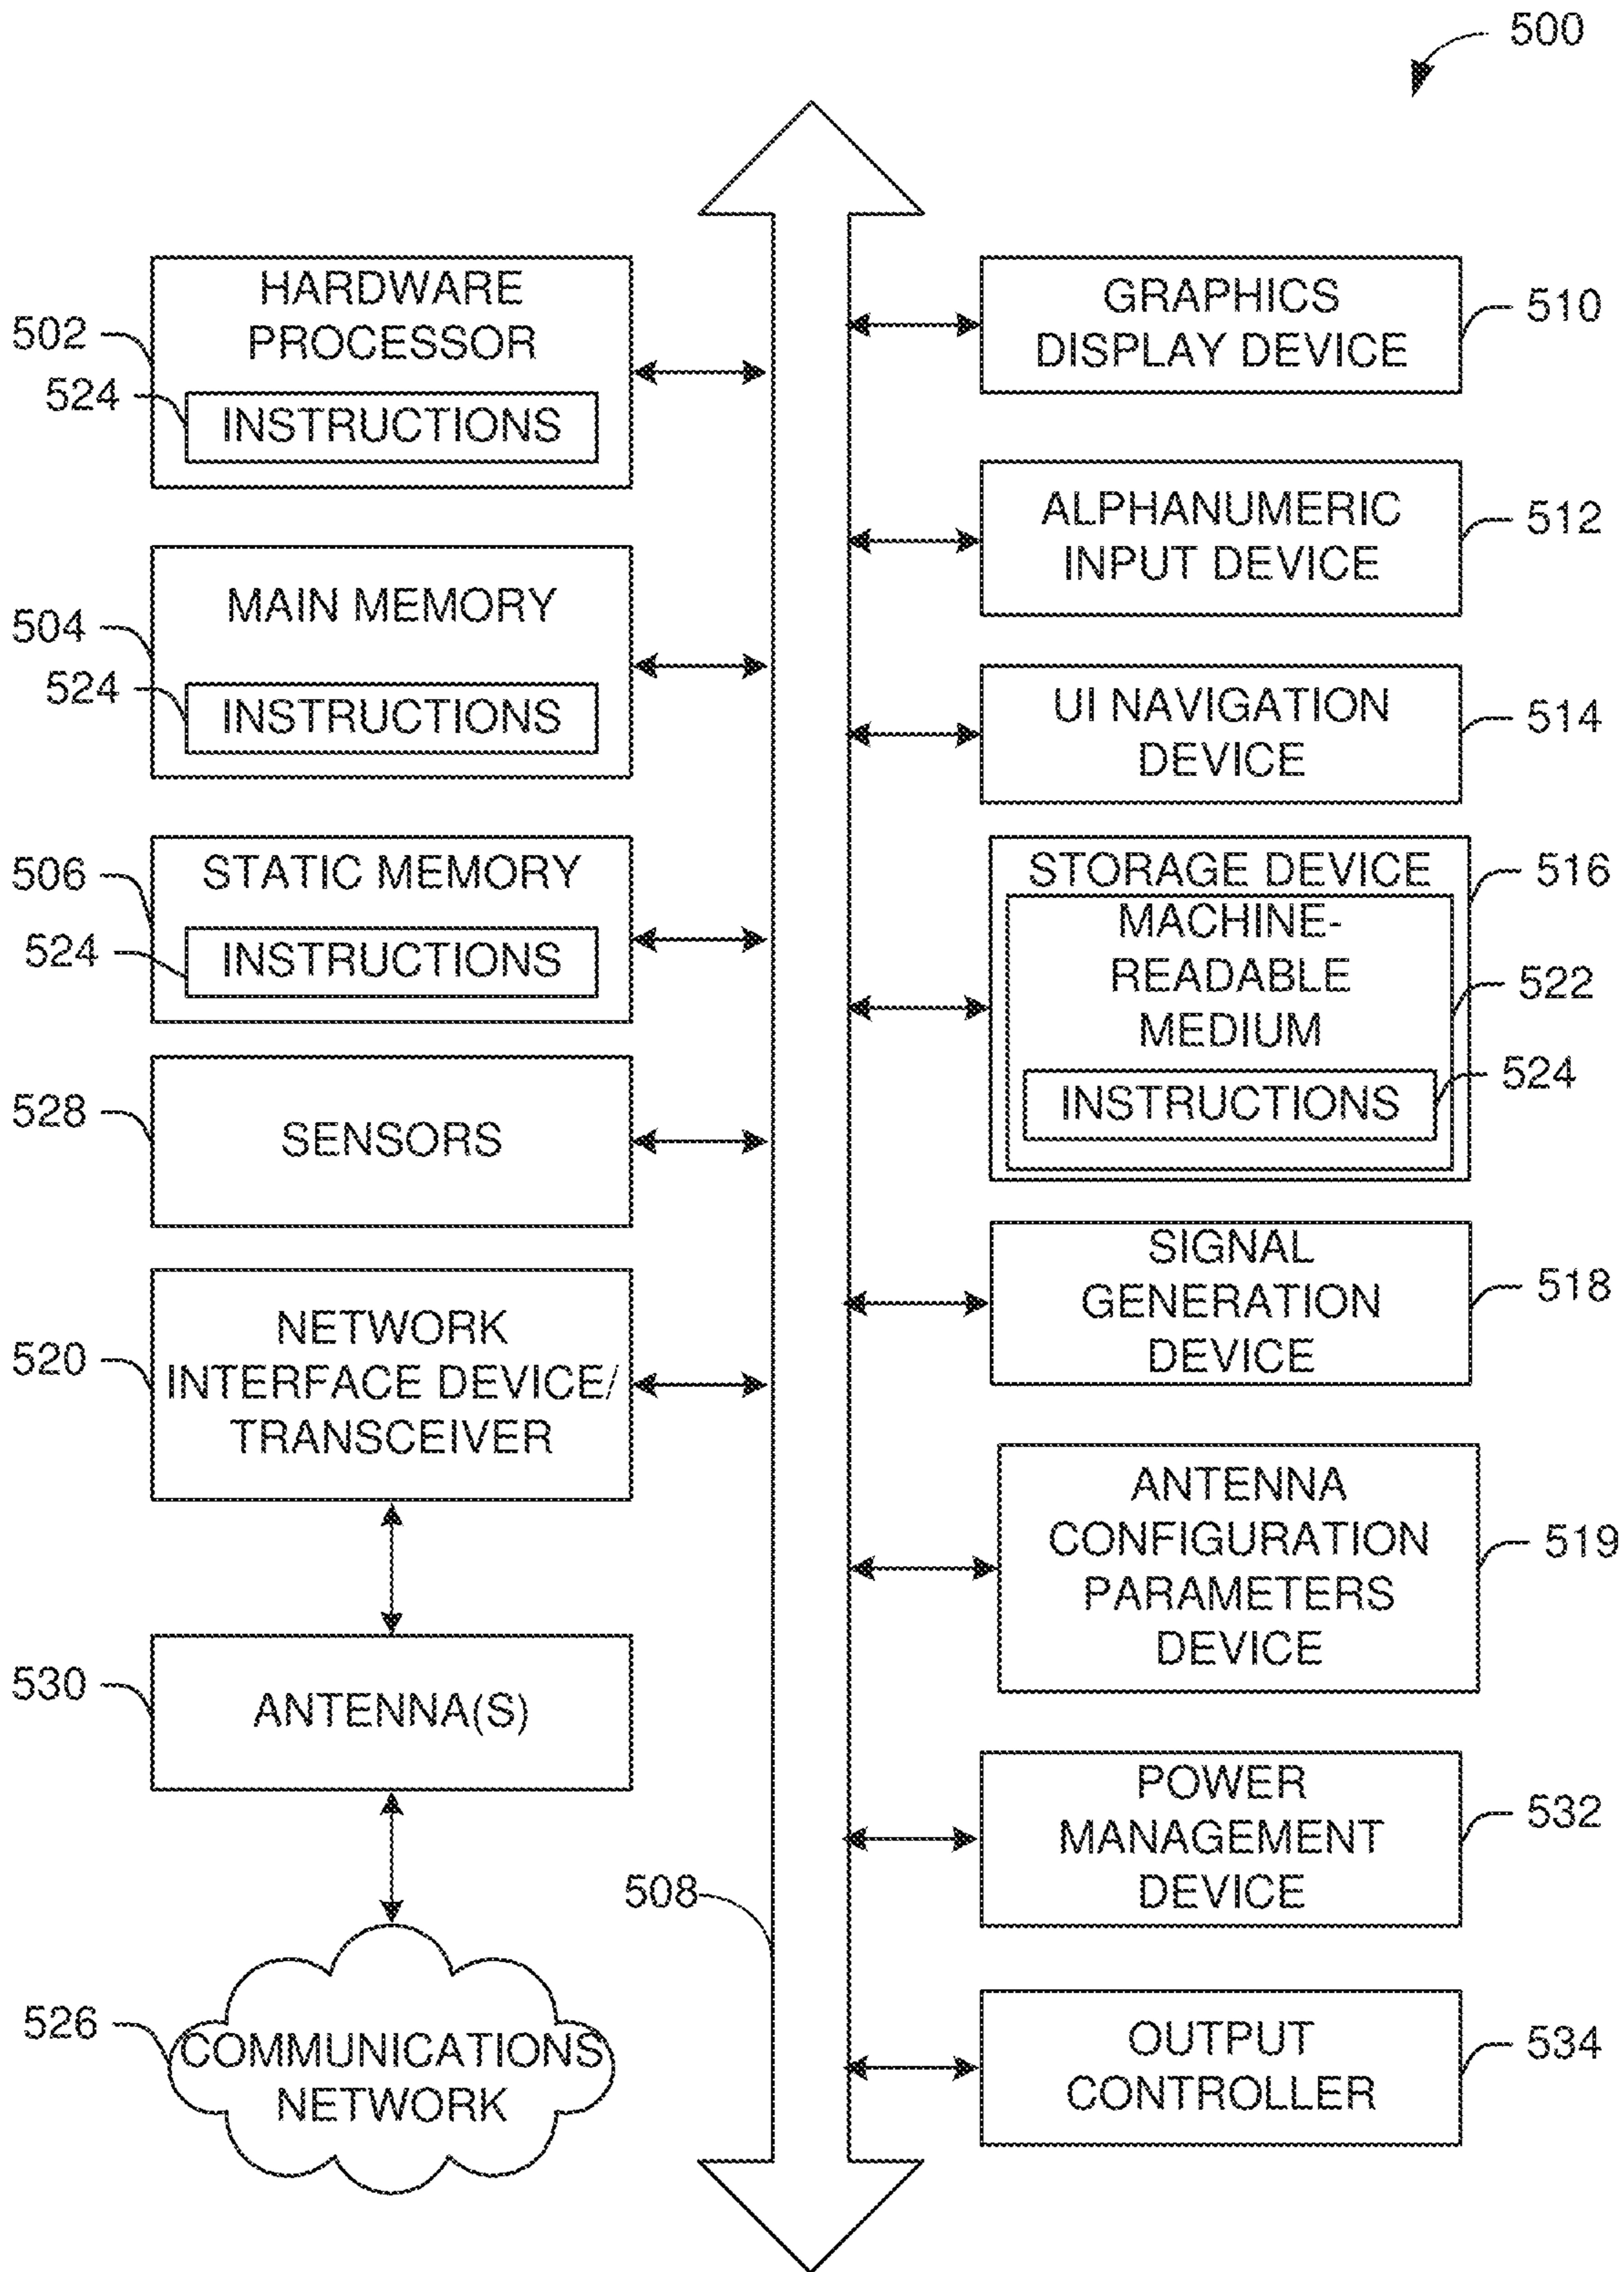 500
HARDWARE
PROCESSOR
502
524
INSTRUCTIONS
MAIN MEMORY
504
524
INSTRUCTIONS
STATIC MEMORY
506
524
INSTRUCTIONS
528
SENSORS
NETWORK
INTERFACE DEVICE/
TRANSCEIVER
520
530
ANTENNA(S)
526
COMMUNICATIONS
NETWORK
508
GRAPHICS
DISPLAY DEVICE
510
ALPHANUMERIC
INPUT DEVICE
512
UI NAVIGATION
DEVICE
514
STORAGE DEVICE
516
MACHINE-
READABLE
MEDIUM
522
INSTRUCTIONS
524
SIGNAL
GENERATION
DEVICE
518
ANTENNA
CONFIGURATION
PARAMETERS
DEVICE
519
POWER
MANAGEMENT
DEVICE
532
OUTPUT
CONTROLLER
534